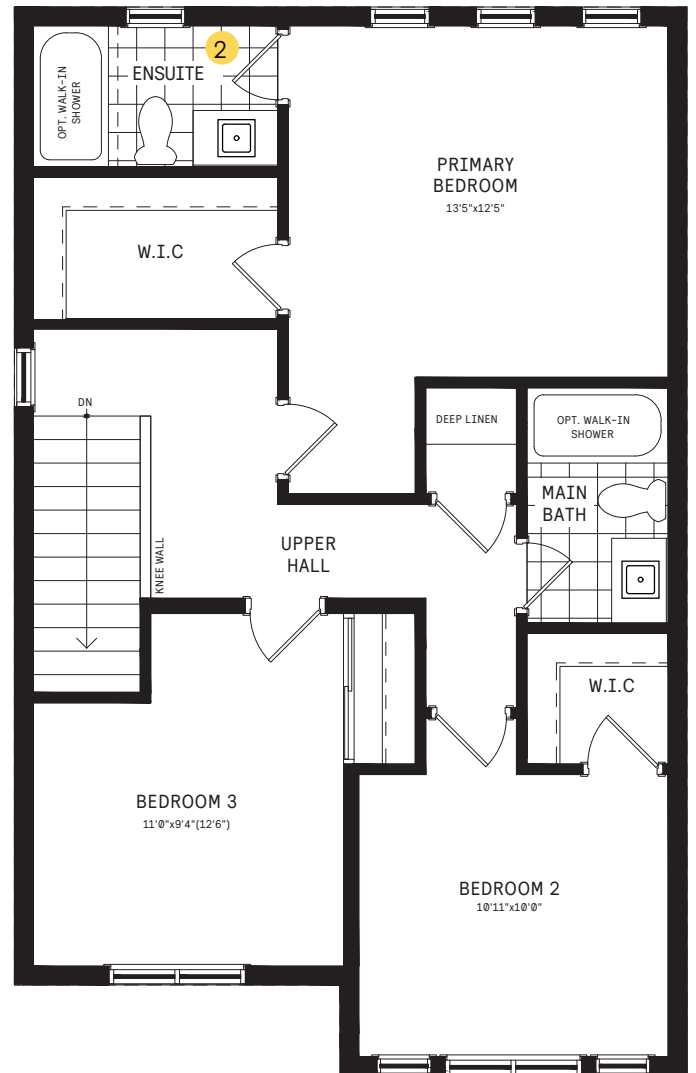 2
ENSUITE
OPT. WALK-IN
SHOWER
PRIMARY
BEDROOM
13'5"x12'5"
W.I.C
DN
DEEP LINEN
OPT. WALK-IN
SHOWER
MAIN
BATH
UPPER
HALL
KNEE WALL
W.I.C
BEDROOM 3
11'0"x9'4"(12'6")
BEDROOM 2
10'11"x10'0"